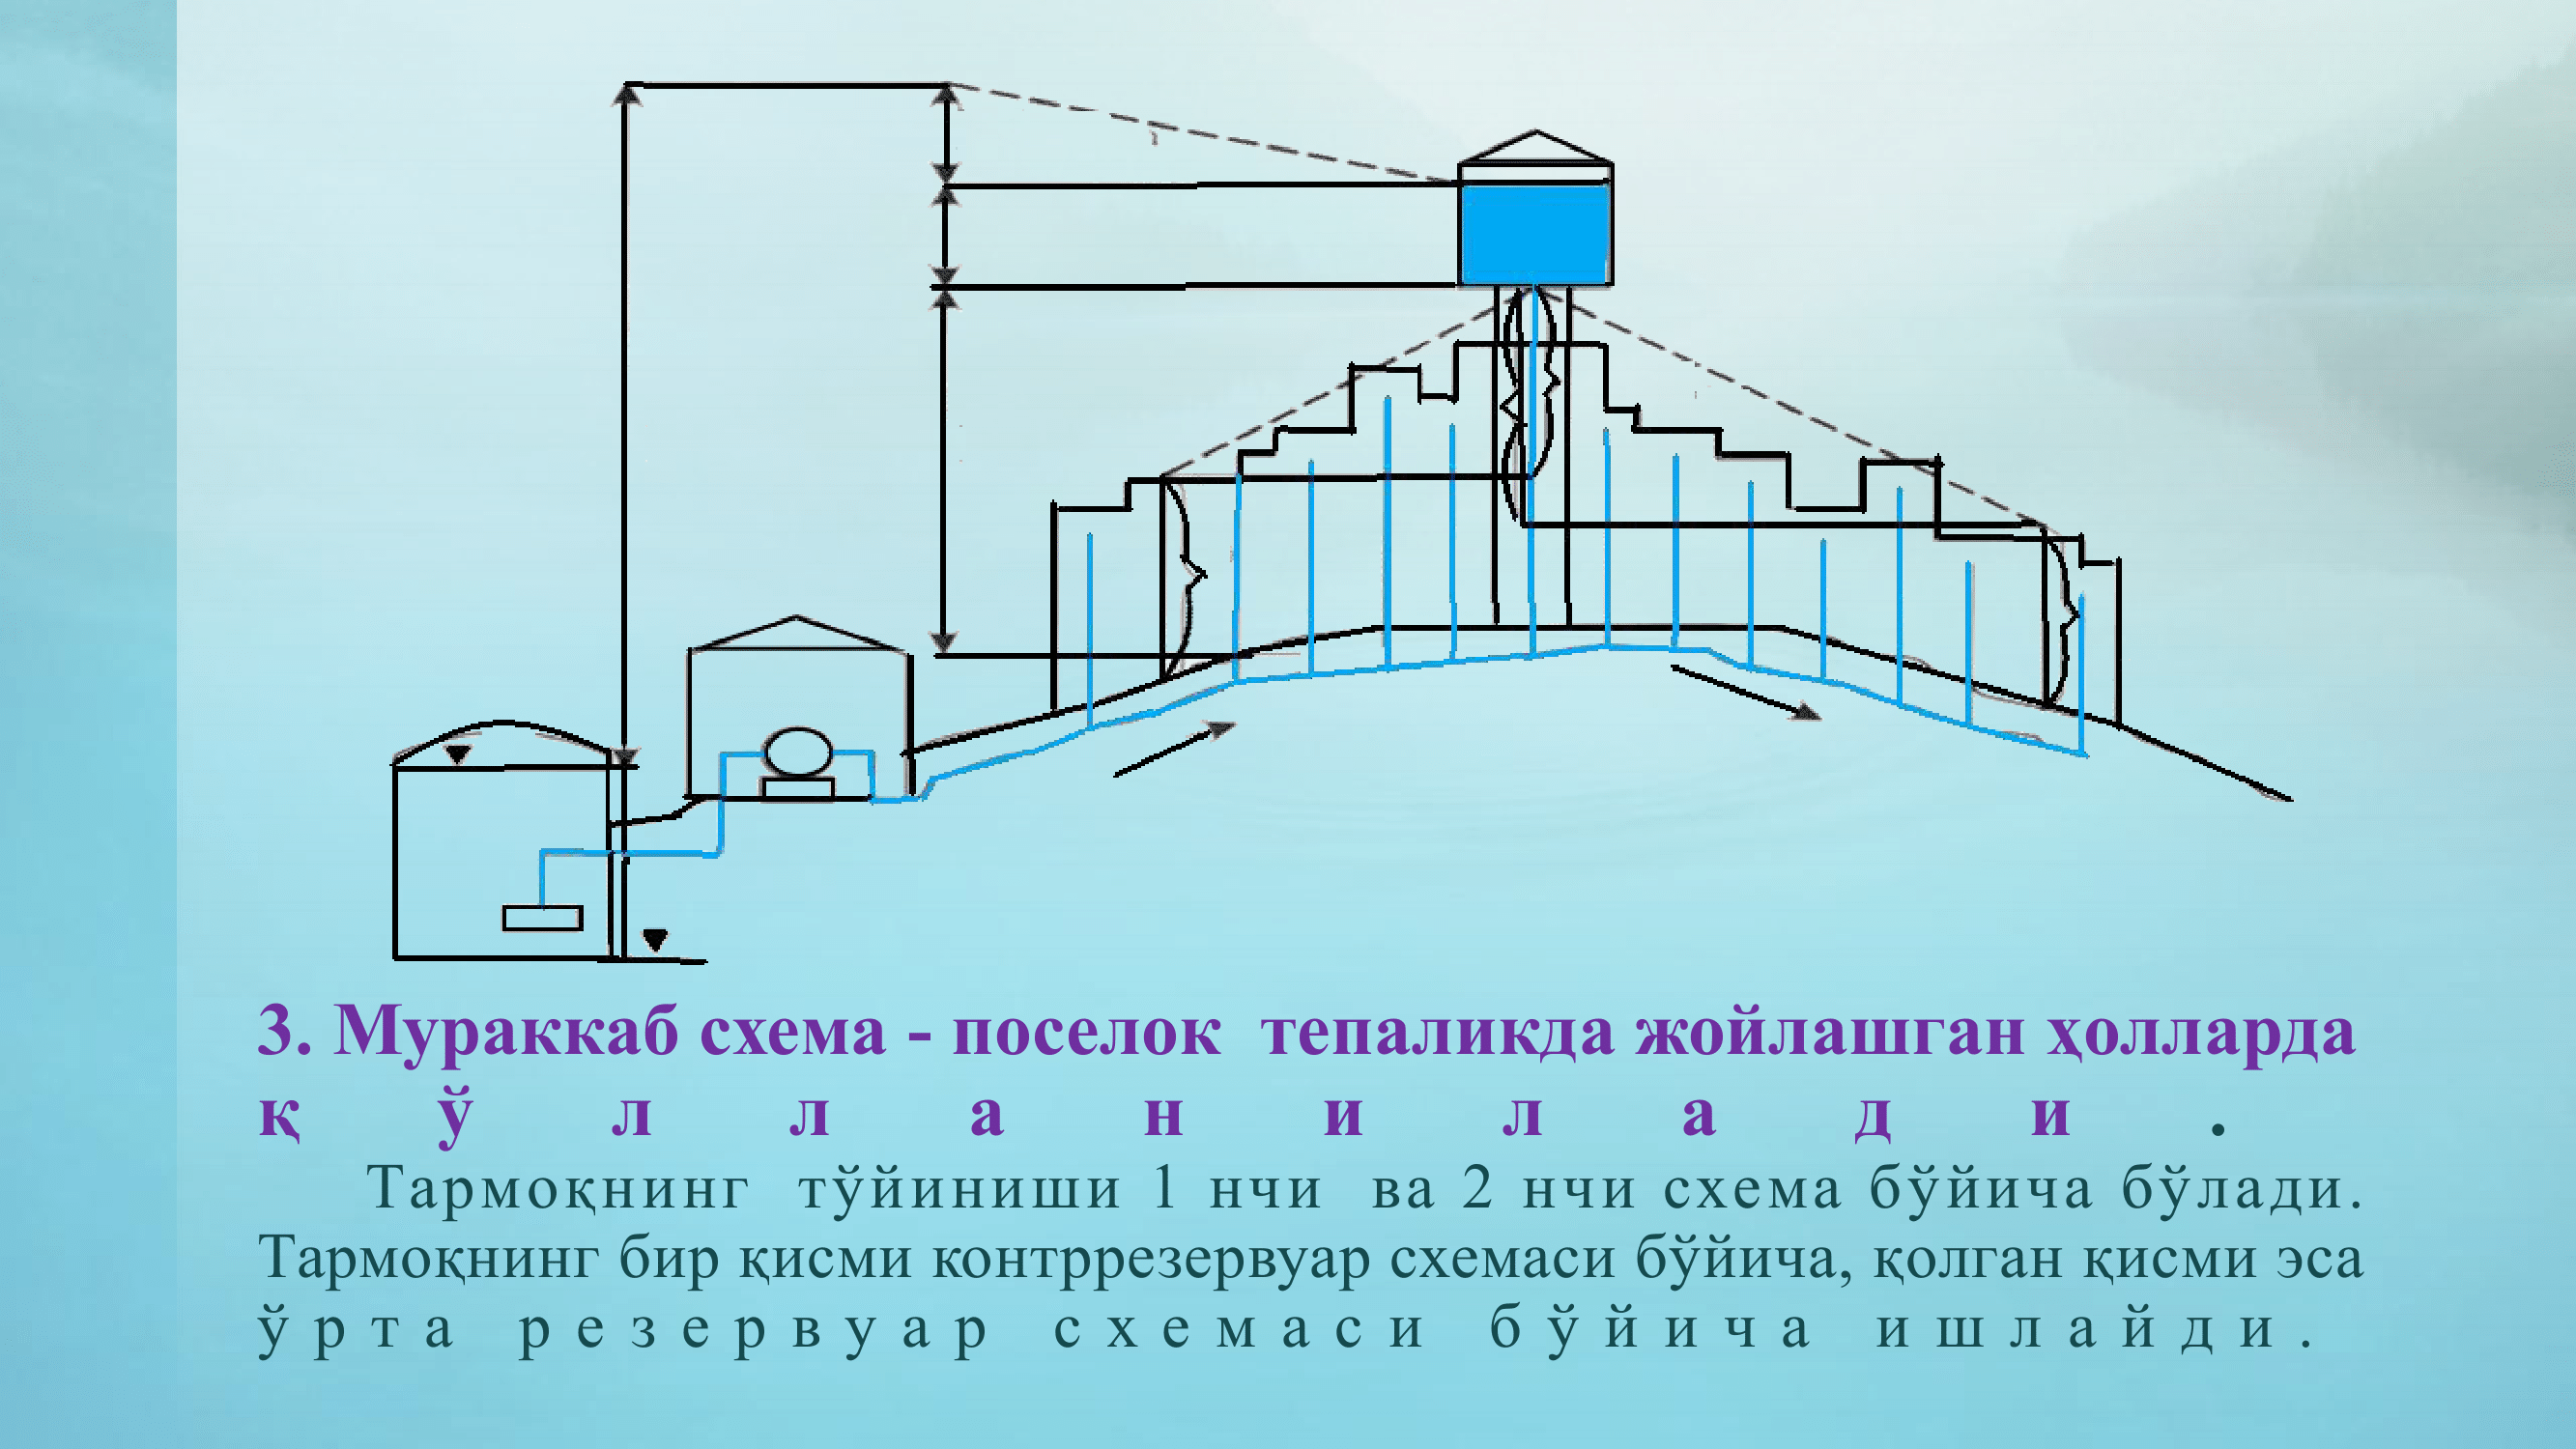 3. Мураккаб схема - поселок тепаликда жойлашган ҳолларда
қўлланилади.
Тармоқнинг тўйиниши 1 нчи ва 2 нчи схема бўйича бўлади.
Тармоқнинг бир қисми контррезервуар схемаси бўйича, қолган қисми эса
ўрта резервуар схемаси бўйича ишлайди.